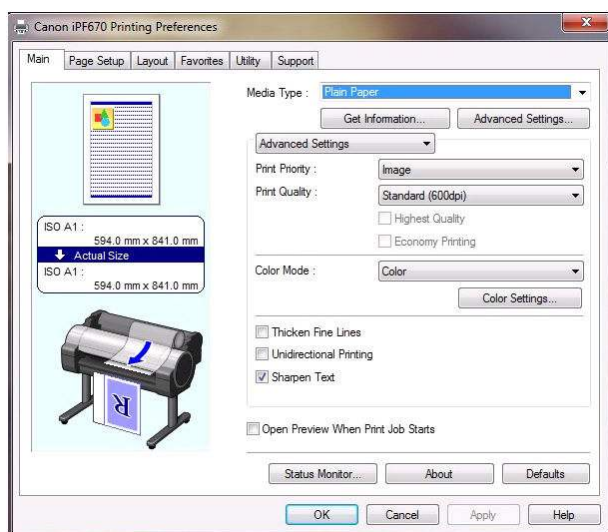 Canon iPF670 Printing Preferences
Main Page Setup Layout Favorites Utility Support
Media Type : Plain Paper
Get Information... Advanced Settings...
Advanced Settings
Print Priority : Image
Print Quality : Standard (600dpi)
Highest Quality
Economy Printing
ISO A1 :
594.0 mm x 841.0 mm
Actual Size
ISO A1 :
594.0 mm x 841.0 mm
Color Mode : Color
Color Settings...
Thicken Fine Lines
Unidirectional Printing
Sharpen Text
R
Open Preview When Print Job Starts
Status Monitor... About Defaults
OK Cancel Apply Help